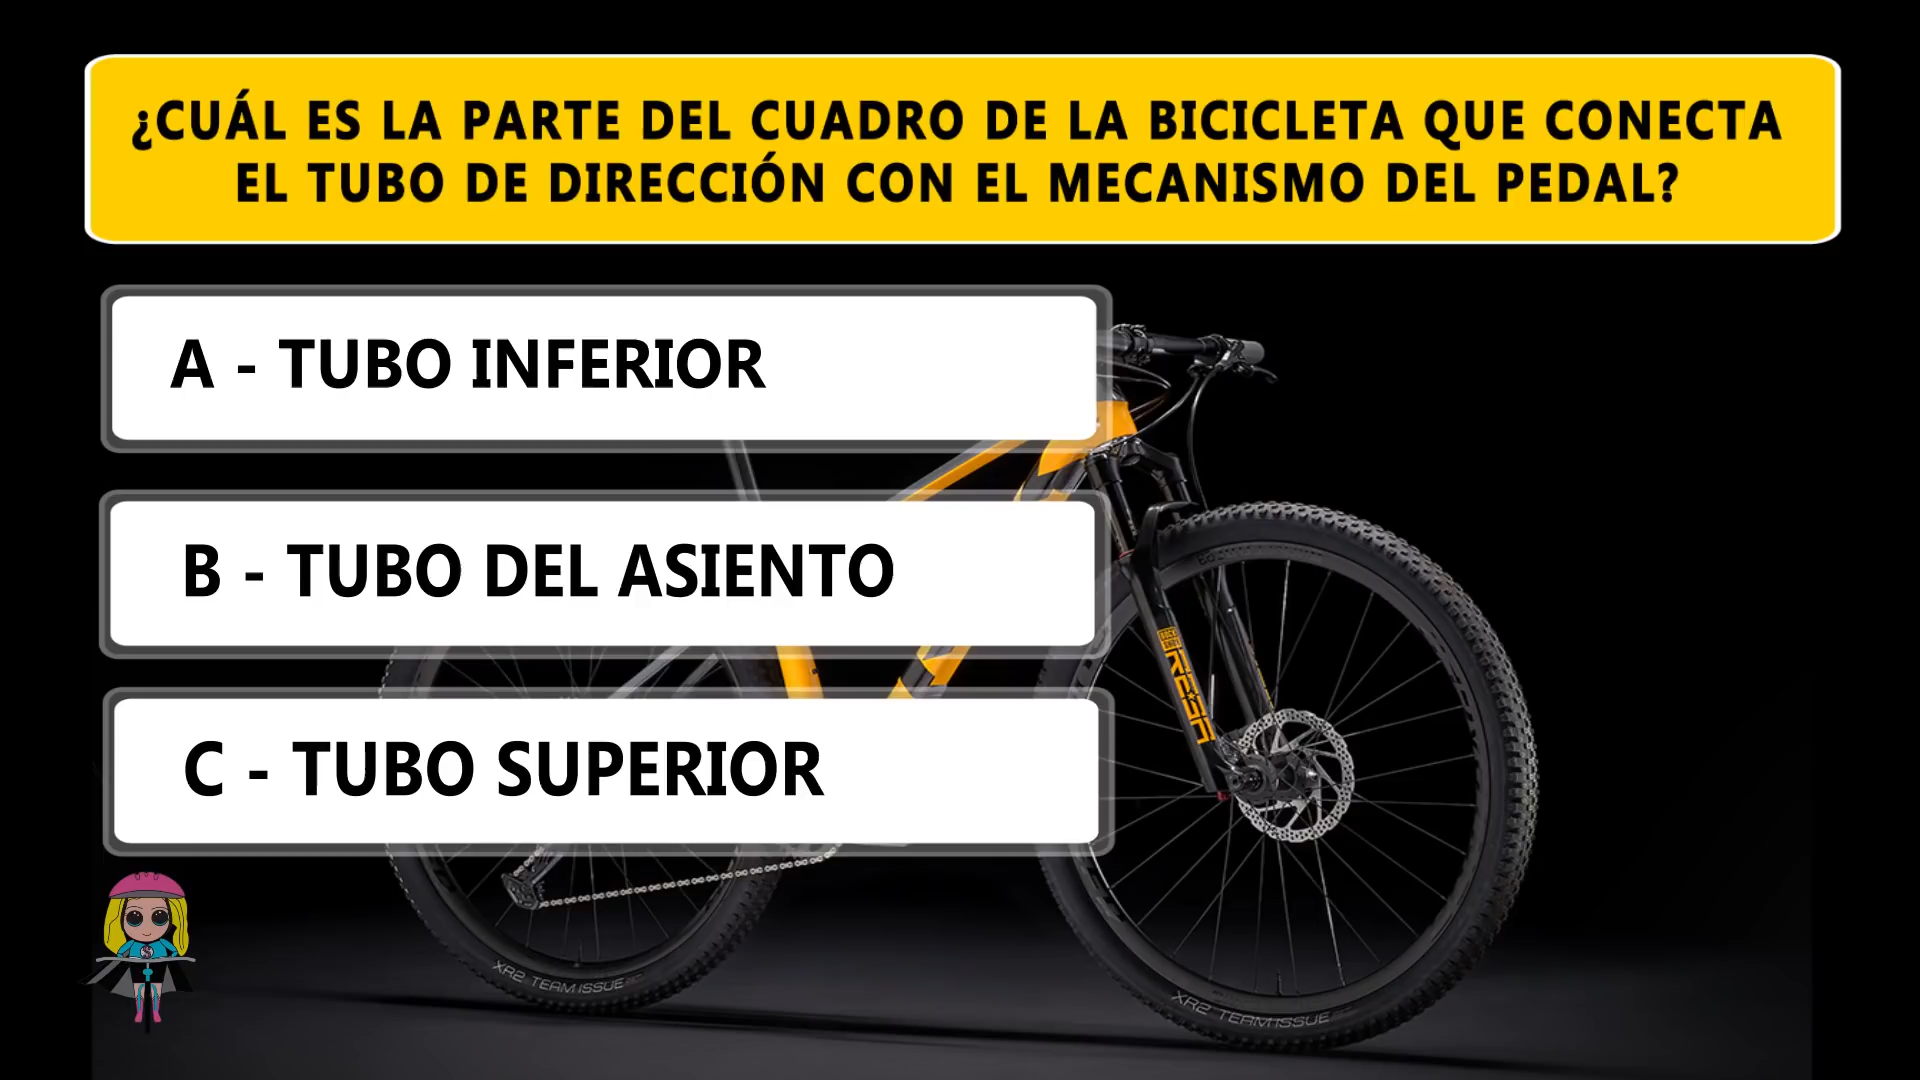 ¿CUÁL ES LA PARTE DEL CUADRO DE LA BICICLETA QUE CONECTA
EL TUBO DE DIRECCIÓN CON EL MECANISMO DEL PEDAL?
A - TUBO INFERIOR
B - TUBO DEL ASIENTO
C - TUBO SUPERIOR
XR2 TEAM ISSUE
XR2 TEAM ISSUE